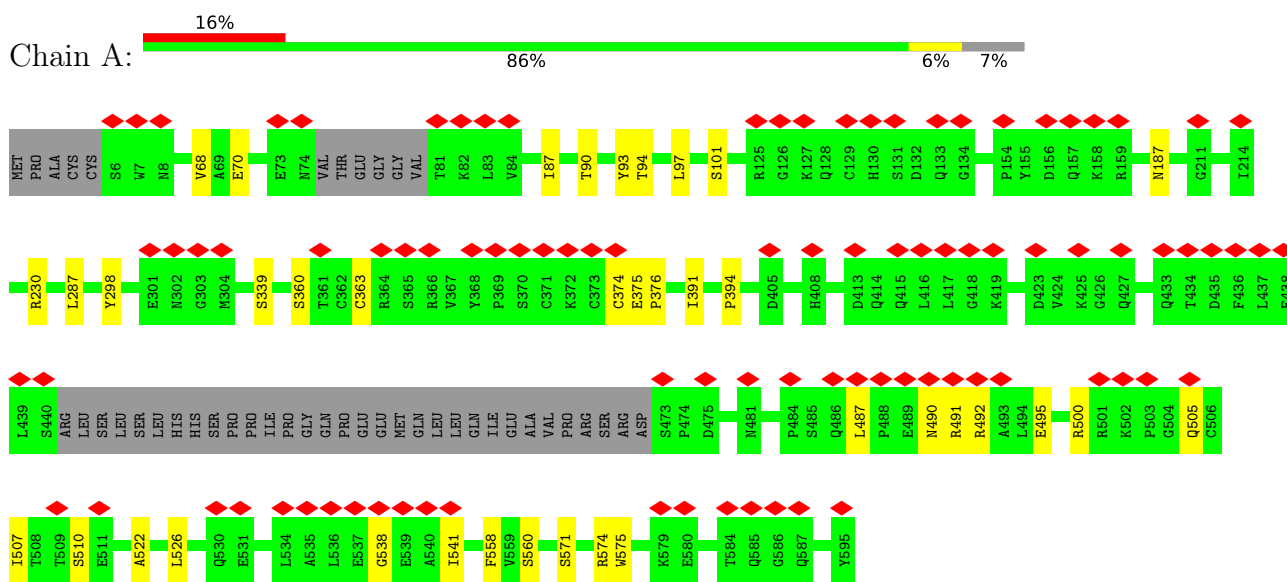 16%
Chain A:
86% 6% 7%
MET PRO ALA CYS CYS S6 W7 N8 V68 A69 E70 E73 N74 VAL THR GLU GLY GLY VAL T81 K82 L83 V84 I87 T90 Y93 T94 L97 S101 R125 G126 K127 Q128 C129 H130 S131 D132 Q133 G134 P154 Y155 D156 Q157 K158 R159 N187 G211 I214
R230 L287 Y298 E301 N302 G303 M304 S339 S360 T361 C362 C363 R364 S365 R366 V367 Y368 P369 S370 C371 K372 C373 C374 E375 P376 I391 P394 D405 H408 D413 Q414 Q415 L416 L417 G418 K419 D423 V424 K425 G426 Q427 Q433 T434 D435 F436 L437
L439 S440 ARG LEU SER LEU SER LEU HIS HIS SER PRO PRO ILE PRO GLY GLN PRO GLU GLU MET GLN LEU LEU GLN ILE GLU ALA VAL PRO ARG SER ARG ASP S473 P474 D475 N481 P484 S485 Q486 L487 P488 E489 N490 R491 R492 A493 L494 E495 R500 R501 K502 P503 G504 Q505 C506
I507 T508 T509 S510 E511 A522 L526 Q530 E531 L534 A535 L536 E537 G538 E539 A540 I541 F558 V559 S560 S571 R574 W575 K579 E580 T584 Q585 G586 Q587 Y595